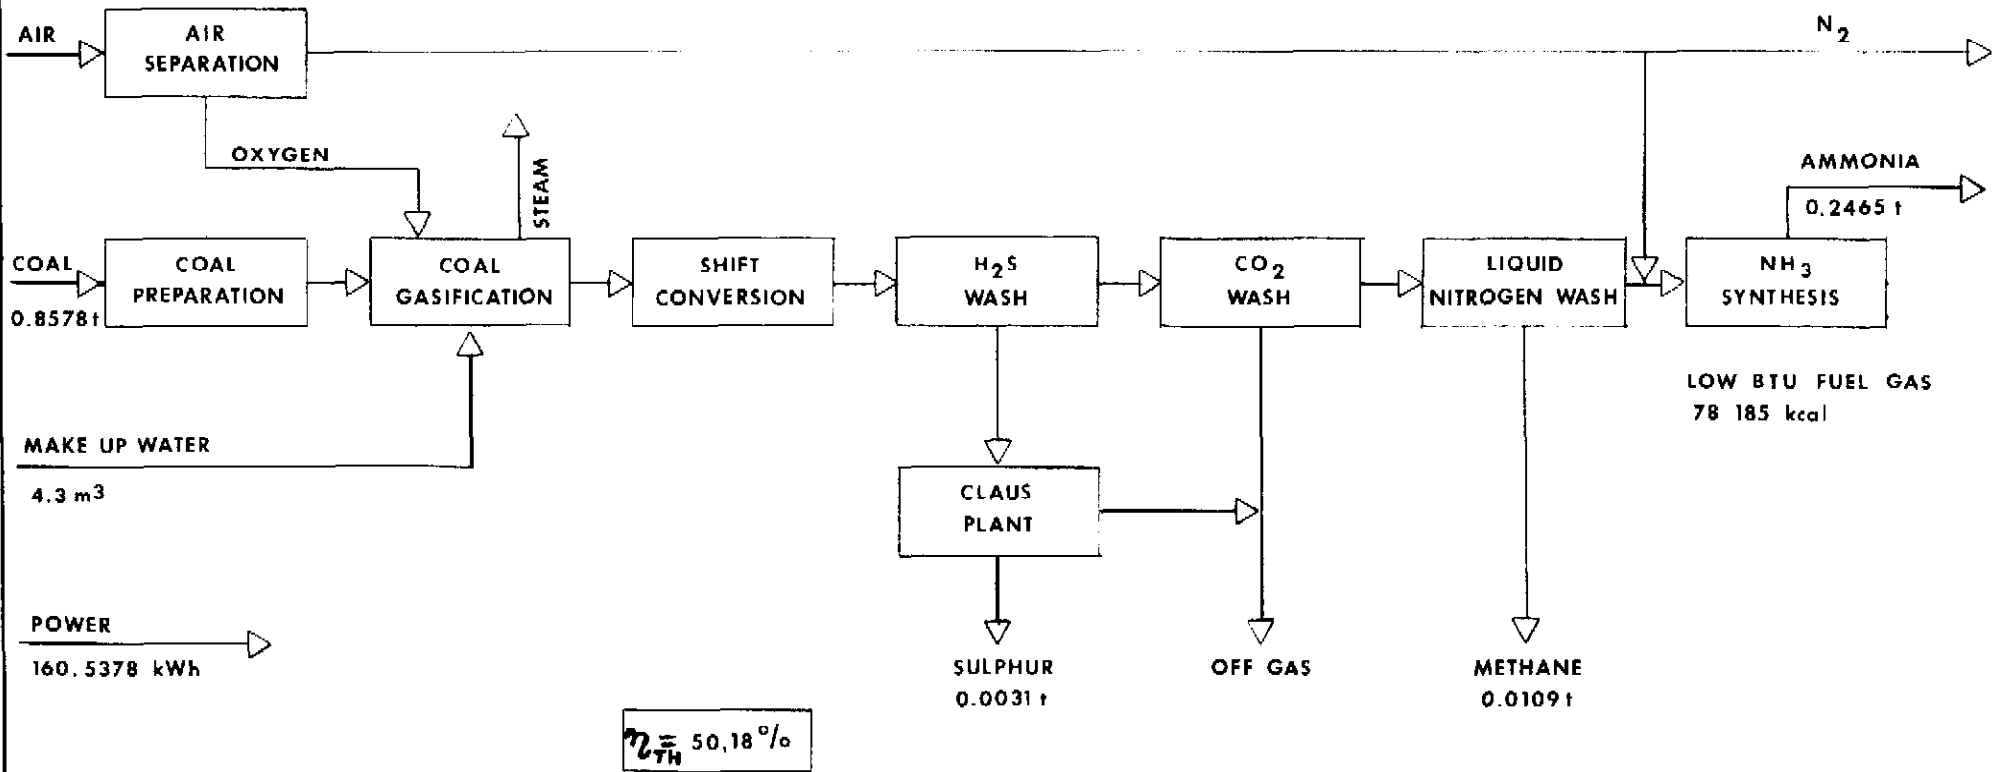 AIR
AIR
SEPARATION
N2
OXYGEN
STEAM
AMMONIA
0.2465 t
COAL
0.8578 t
COAL
PREPARATION
COAL
GASIFICATION
SHIFT
CONVERSION
H2S
WASH
CO2
WASH
LIQUID
NITROGEN WASH
NH3
SYNTHESIS
LOW BTU FUEL GAS
78 185 kcal
MAKE UP WATER
4.3 m3
CLAUS
PLANT
POWER
160.5378 kWh
SULPHUR
0.0031 t
OFF GAS
METHANE
0.0109 t
ηTH = 50,18 %